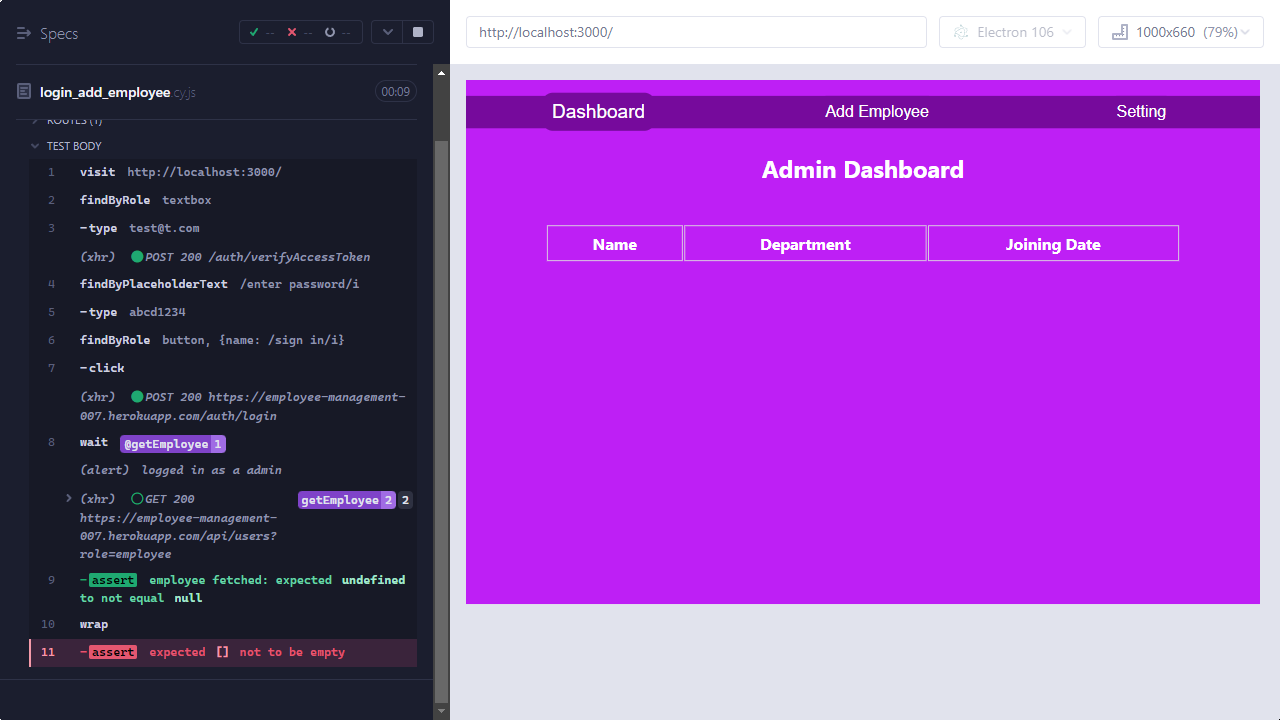 Specs
-- -- --
login_add_employee.cy.js 00:09
ROUTES (1)
TEST BODY
1 visit http://localhost:3000/
2 findByRole textbox
3 -type test@t.com
(xhr) POST 200 /auth/verifyAccessToken
4 findByPlaceholderText /enter password/i
5 -type abcd1234
6 findByRole button, {name: /sign in/i}
7 -click
(xhr) POST 200 https://employee-management-
007.herokuapp.com/auth/login
8 wait @getEmployee 1
(alert) logged in as a admin
(xhr) GET 200 getEmployee 2 2
https://employee-management-
007.herokuapp.com/api/users?
role=employee
9 -assert employee fetched: expected undefined
to not equal null
10 wrap
11 -assert expected [] not to be empty
http://localhost:3000/
Electron 106
1000x660 (79%)
Dashboard
Add Employee
Setting
Admin Dashboard
Name Department Joining Date